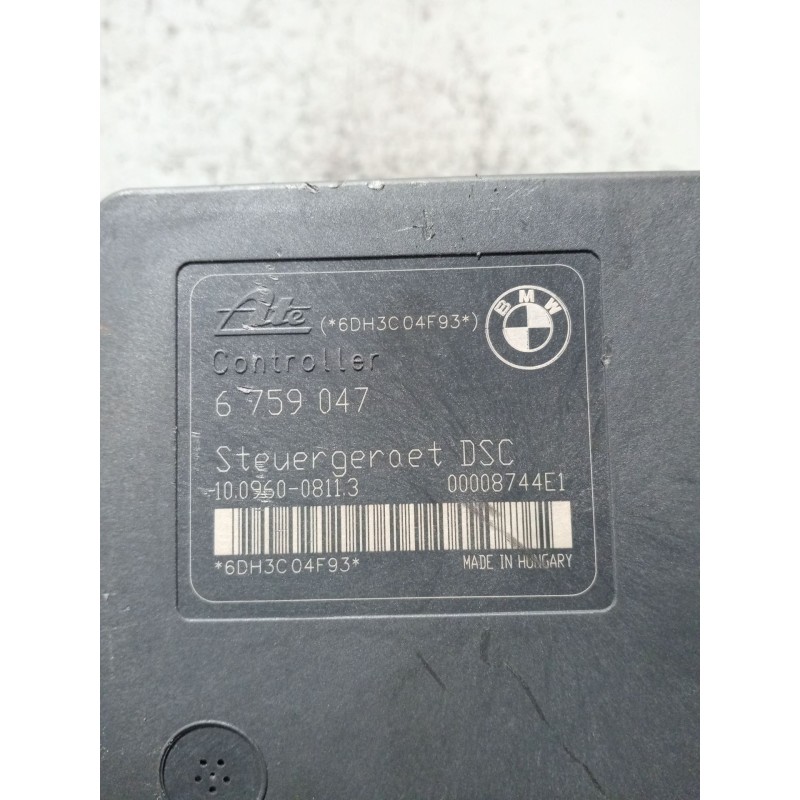 Ate (*6DH3C04F93*)
BMW
Controller
6 759 047
Steuergeraet DSC
10.0960-0811.3 00008744E1
*6DH3C04F93* MADE IN HUNGARY